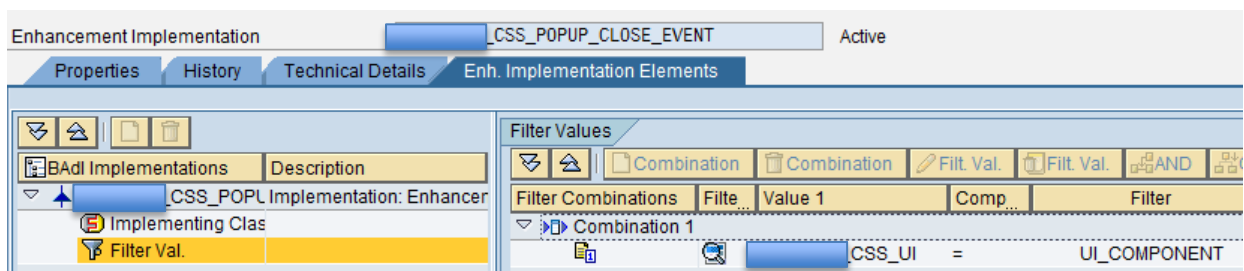 Enhancement Implementation _CSS_POPUP_CLOSE_EVENT Active
Properties History Technical Details Enh. Implementation Elements
Filter Values
Combination Combination Filt. Val. Filt. Val. AND
BAdI Implementations Description
Filter Combinations Filte... Value 1 Comp... Filter
_CSS_POPU Implementation: Enhancer
Combination 1
Implementing Clas
Filter Val.
_CSS_UI = UI_COMPONENT